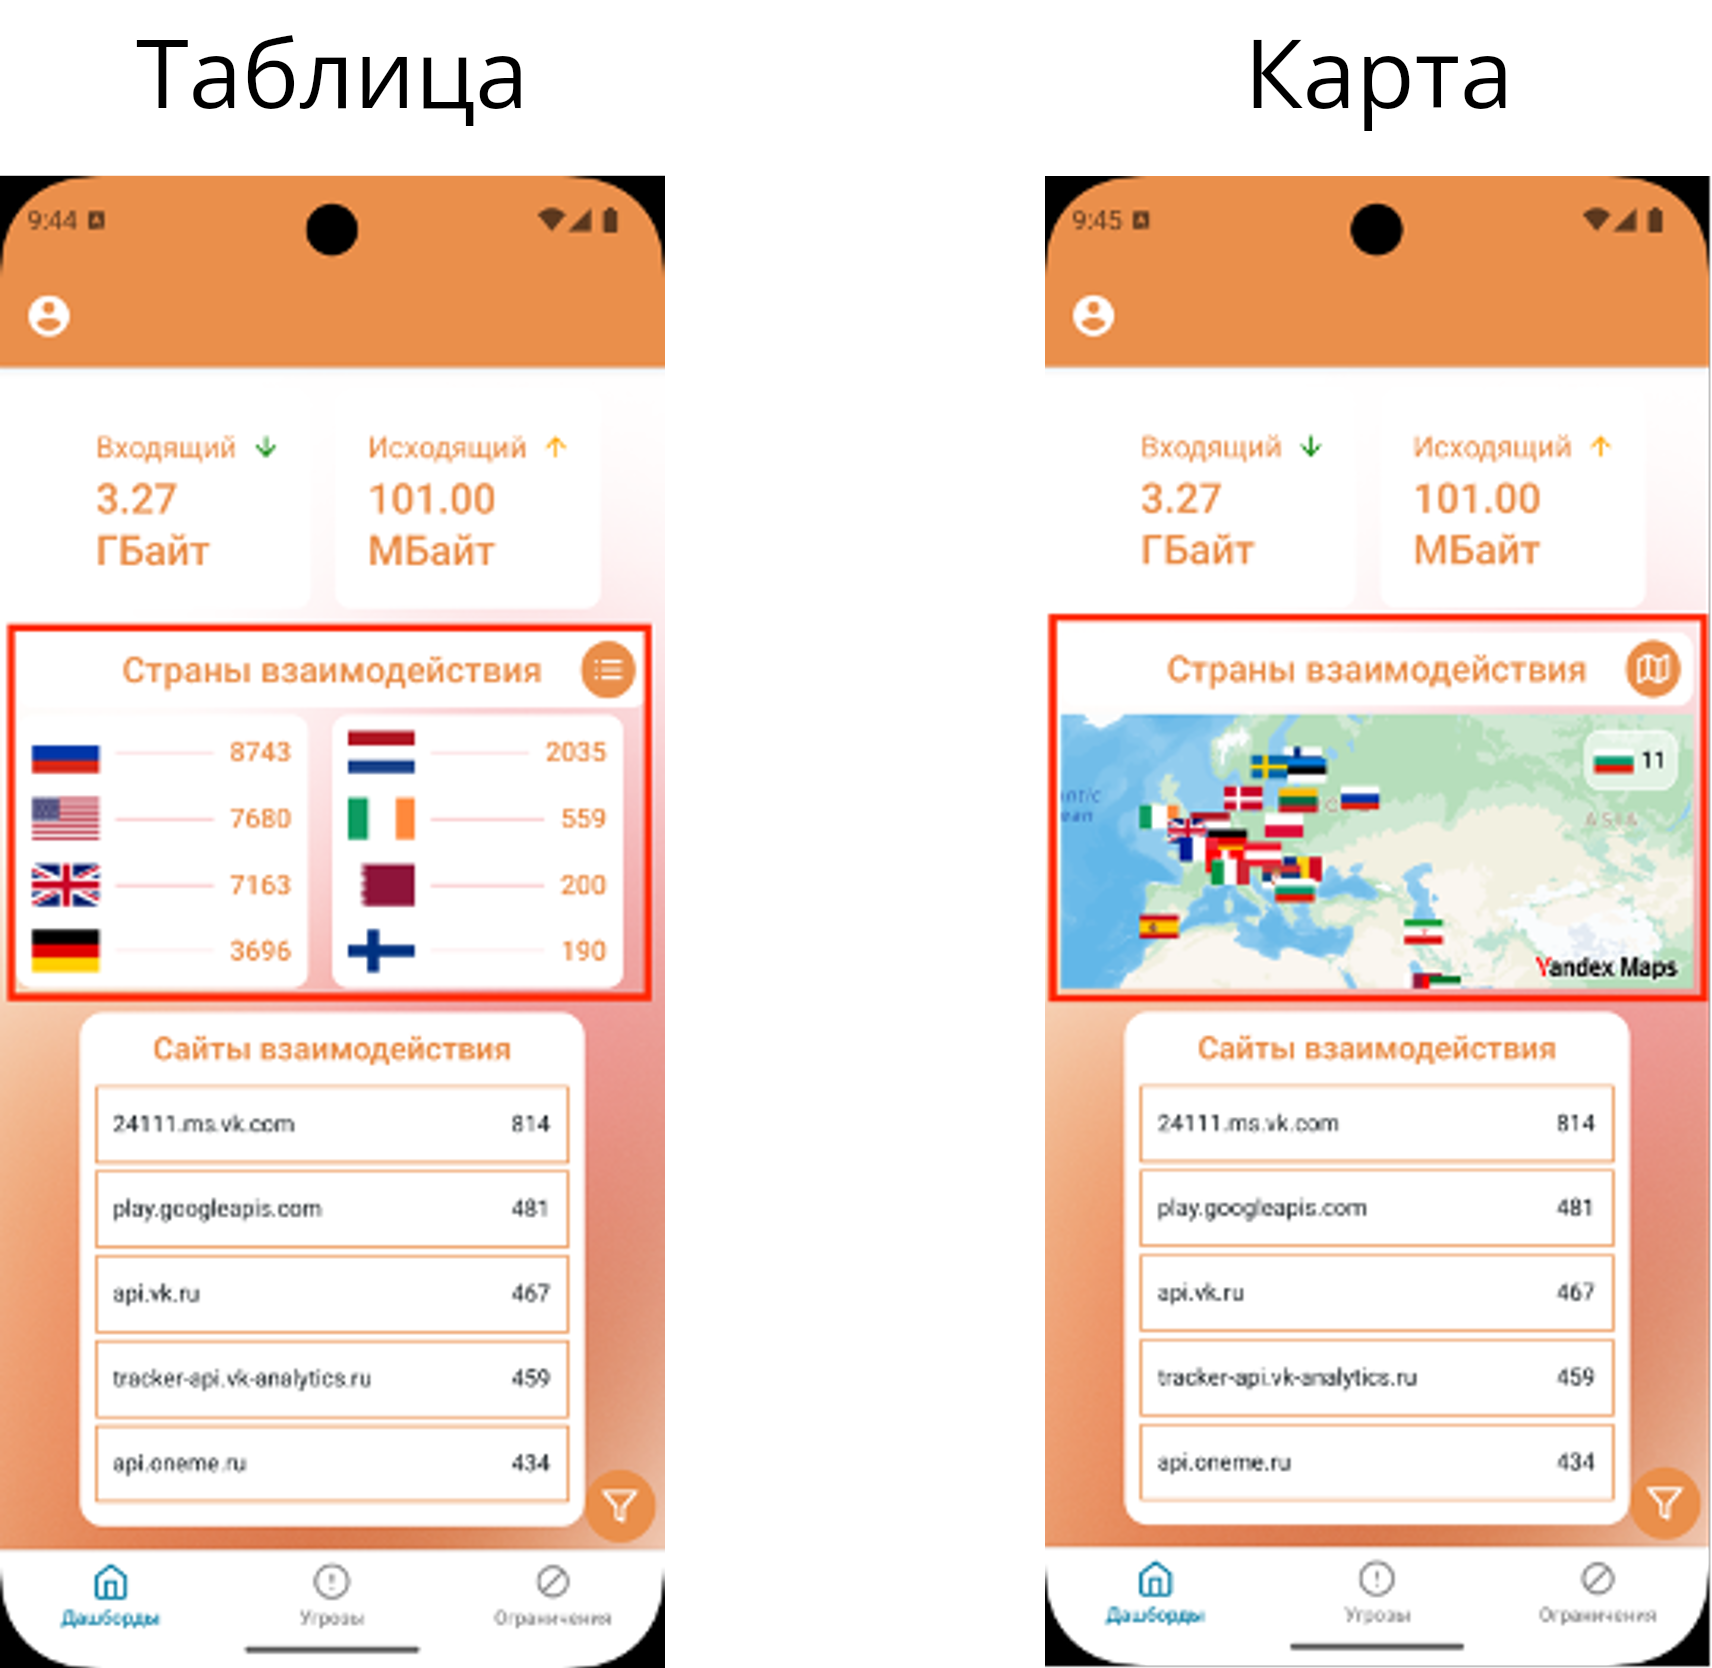 Таблица
Карта
9:44
Входящий
3.27
ГБайт
Исходящий
101.00
МБайт
Страны взаимодействия
8743
2035
7680
559
7163
200
3696
190
Сайты взаимодействия
24111.ms.vk.com 814
play.googleapis.com 481
api.vk.ru 467
tracker-api.vk-analytics.ru 459
api.oneme.ru 434
Дашборды
Угрозы
Ограничения
9:45
Входящий
3.27
ГБайт
Исходящий
101.00
МБайт
Страны взаимодействия
11
ntic
ean
ASIA
Yandex Maps
Сайты взаимодействия
24111.ms.vk.com 814
play.googleapis.com 481
api.vk.ru 467
tracker-api.vk-analytics.ru 459
api.oneme.ru 434
Дашборды
Угрозы
Ограничения